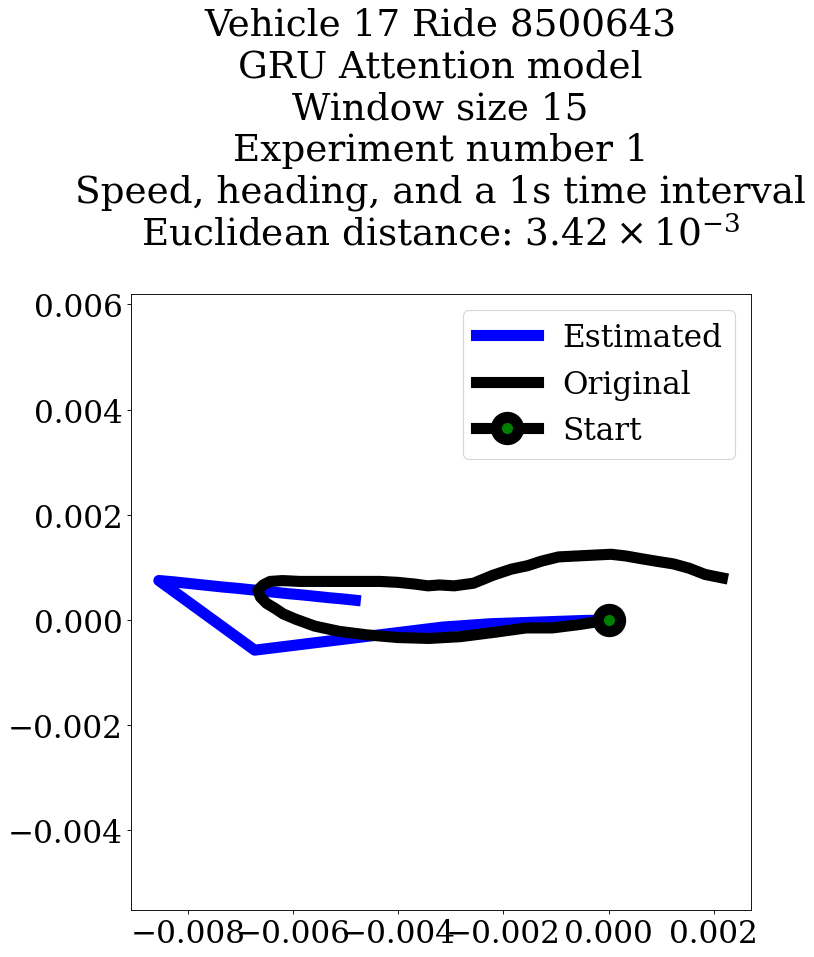 Vehicle 17 Ride 8500643
GRU Attention model
Window size 15
Experiment number 1
Speed, heading, and a 1s time interval
Euclidean distance: 3.42 × 10⁻³
0.006
Estimated
Original
Start
0.004
0.002
0.000
−0.002
−0.004
−0.008 −0.006 −0.004 −0.002 0.000 0.002